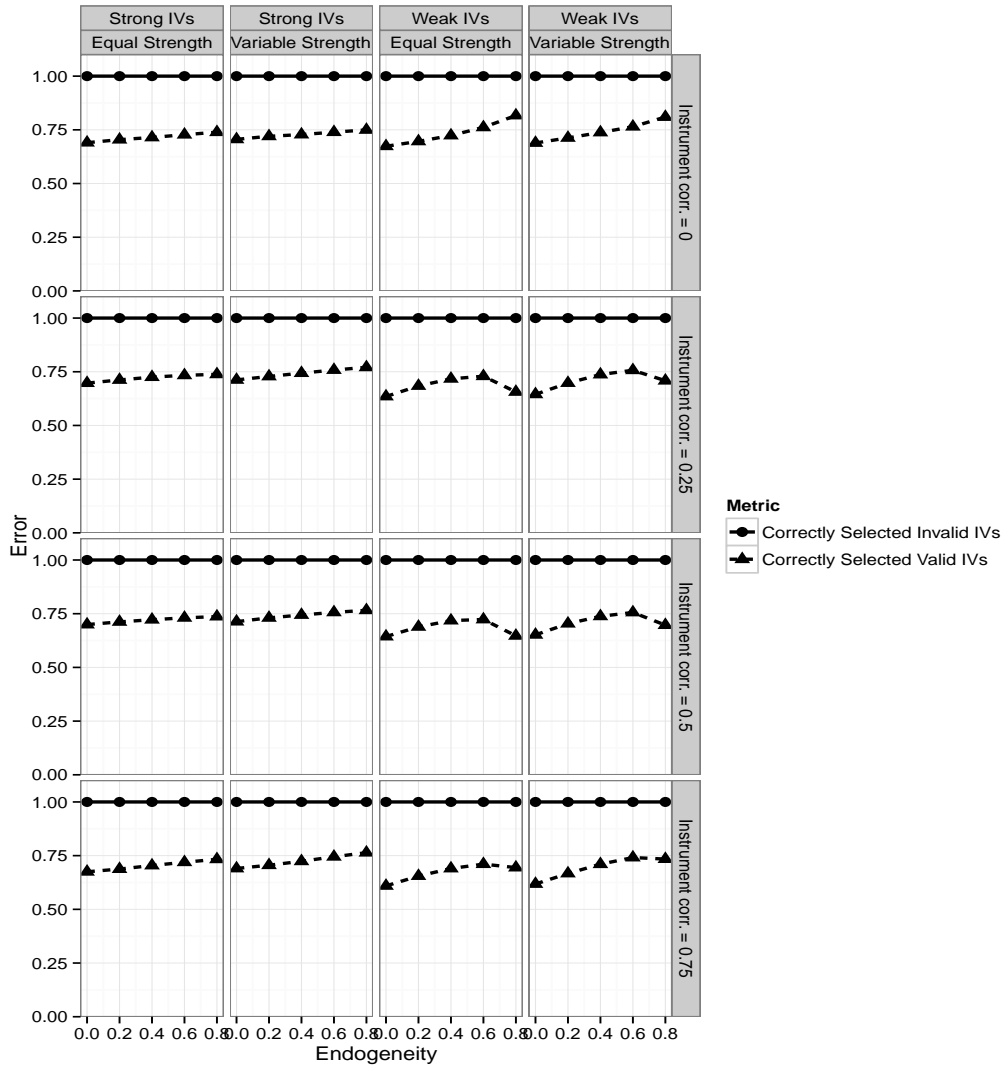 Strong IVs Strong IVs Weak IVs Weak IVs
Equal Strength Variable Strength Equal Strength Variable Strength
1.00
0.75
0.50
0.25
0.00
Instrument corr. = 0
1.00
0.75
0.50
0.25
0.00
Instrument corr. = 0.25
1.00
0.75
0.50
0.25
0.00
Instrument corr. = 0.5
1.00
0.75
0.50
0.25
0.00
Instrument corr. = 0.75
0.0 0.2 0.4 0.6 0.8 0.0 0.2 0.4 0.6 0.8 0.0 0.2 0.4 0.6 0.8 0.0 0.2 0.4 0.6 0.8
Endogeneity
Error
Metric
Correctly Selected Invalid IVs
Correctly Selected Valid IVs